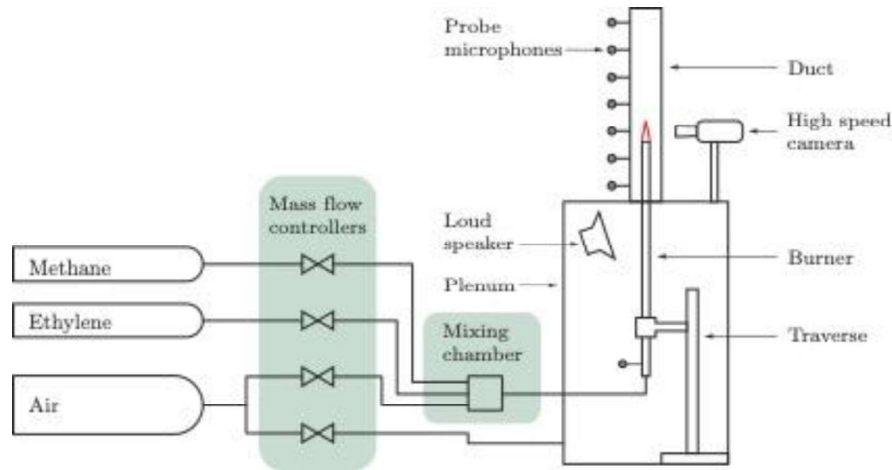 Probe
microphones
Duct
High speed
camera
Mass flow
controllers
Loud
speaker
Methane
Plenum
Burner
Ethylene
Mixing
chamber
Traverse
Air